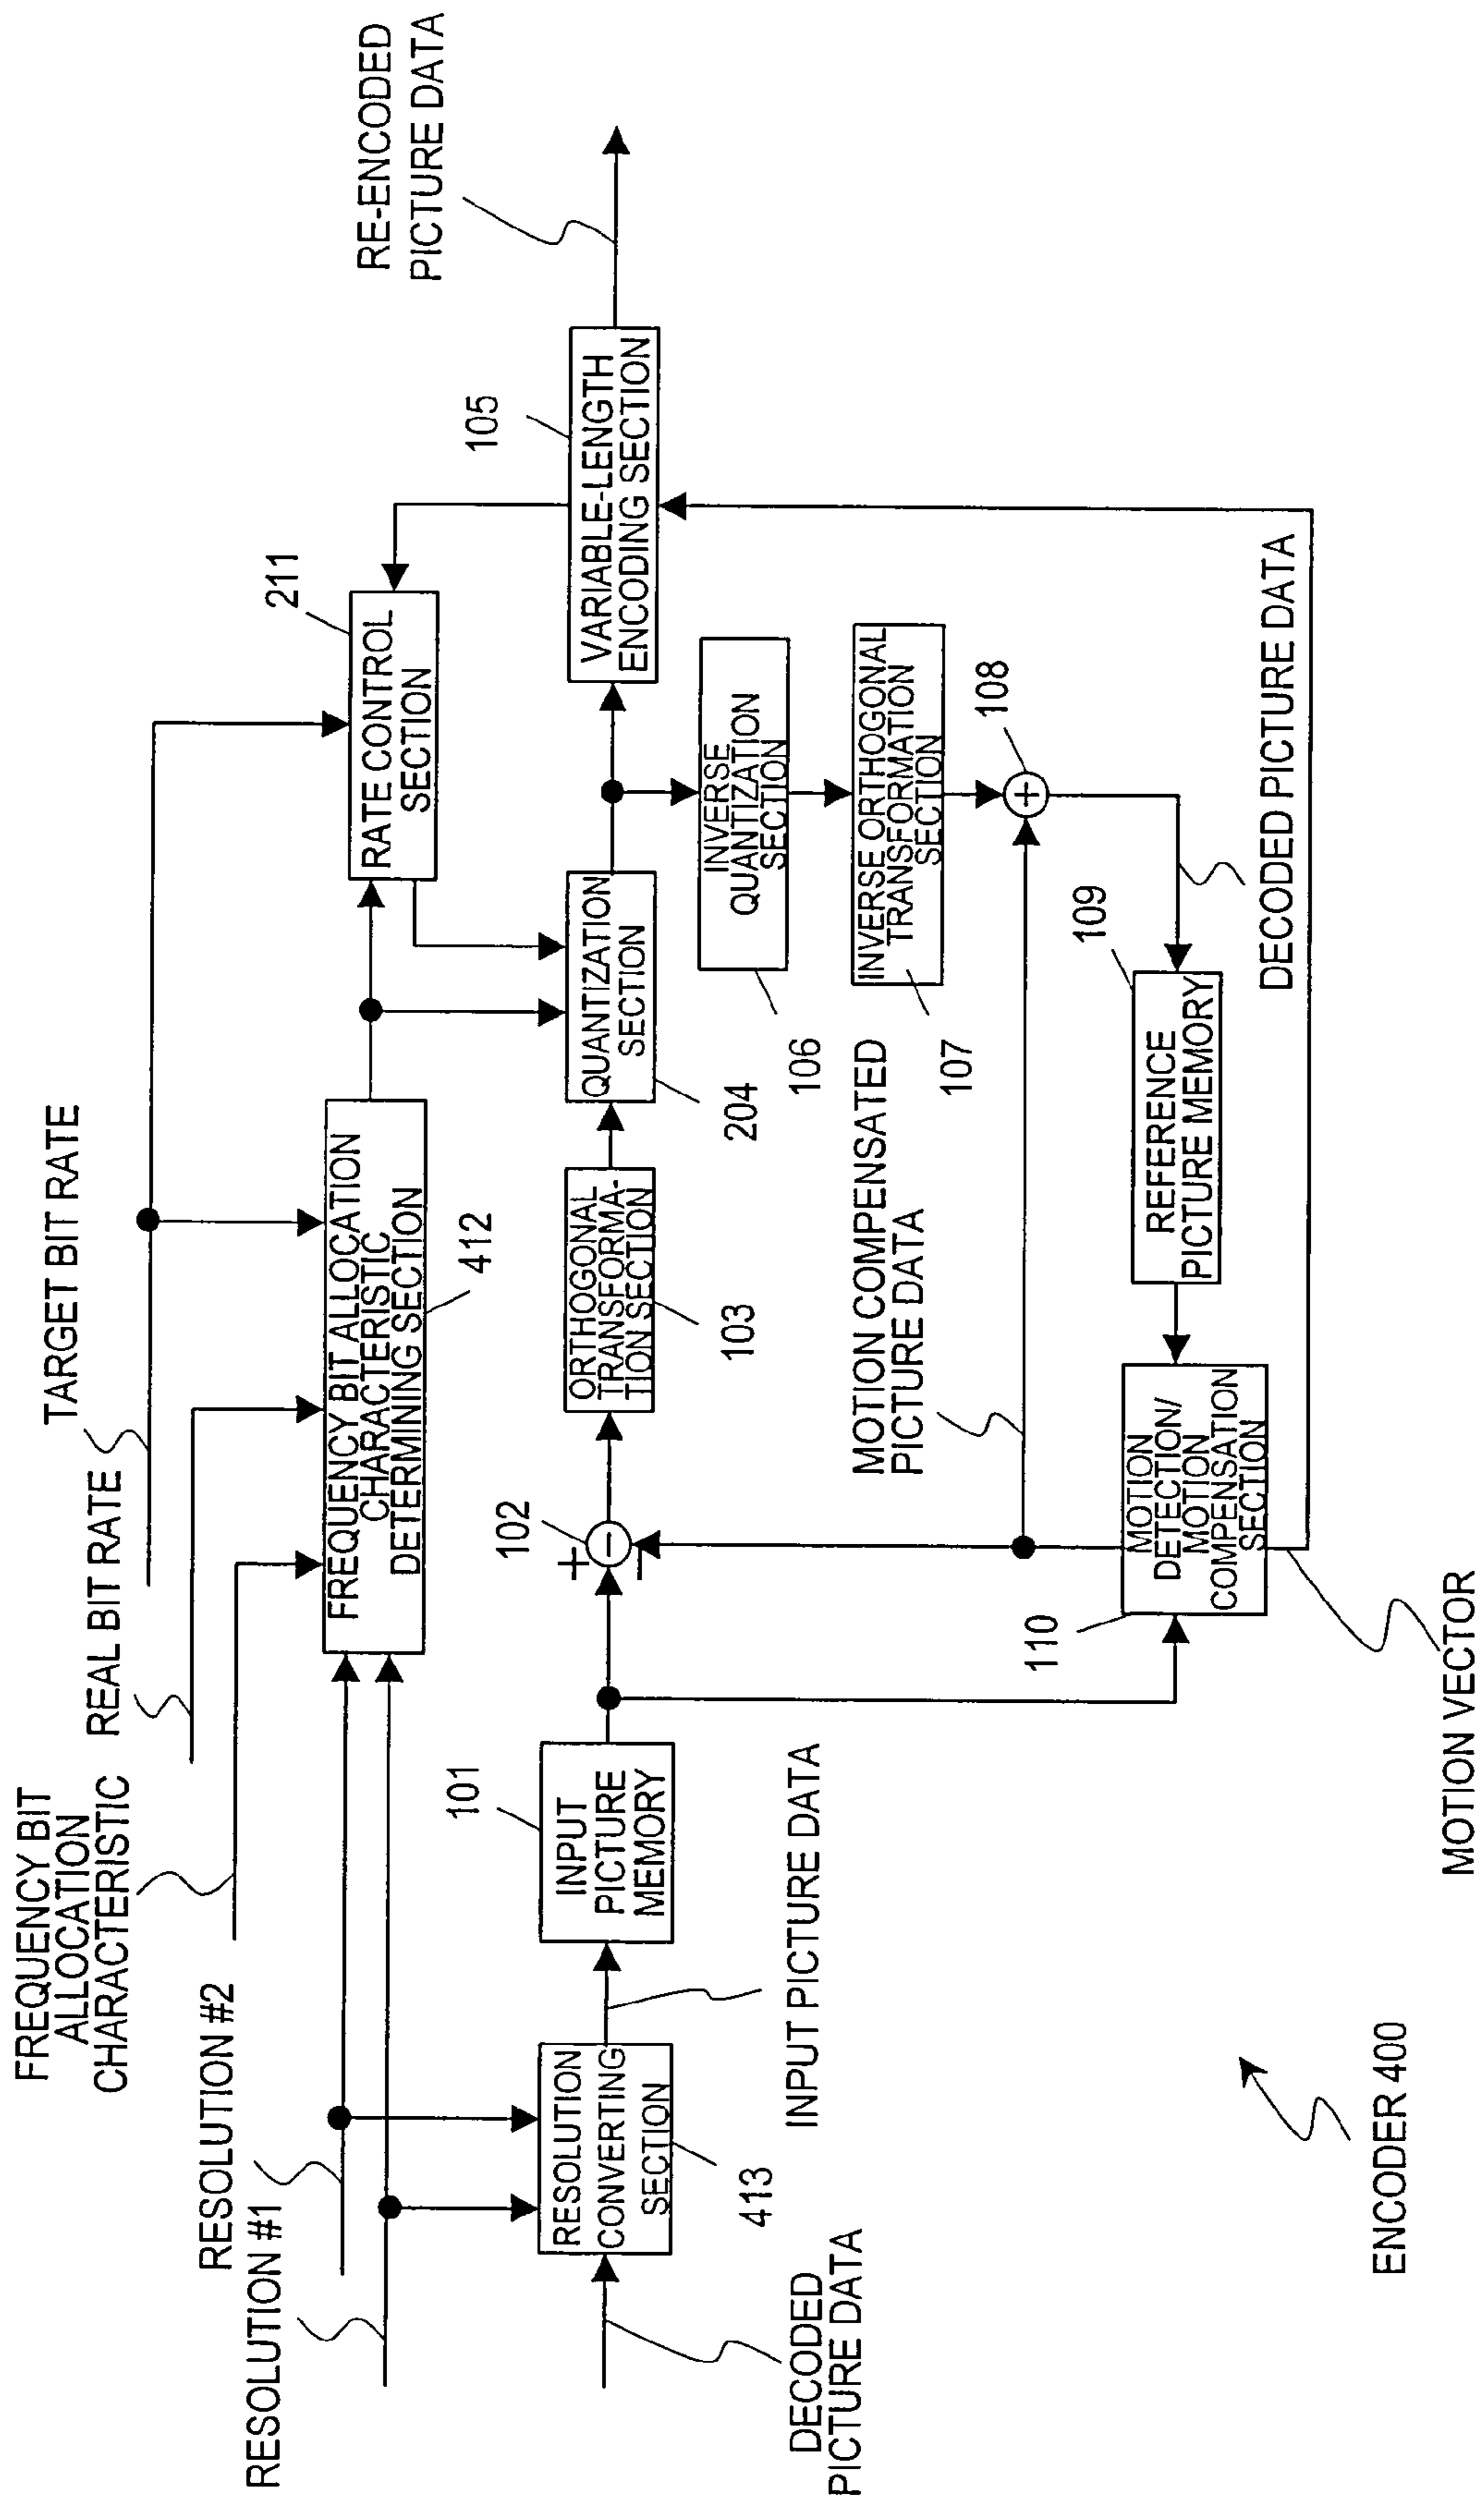 TARGET BIT RATE
REAL BIT RATE
FREQUENCY BIT
ALLOCATION
CHARACTERISTIC
RESOLUTION #2
RESOLUTION #1
FREQUENCY BIT ALLOCATION
CHARACTERISTIC
DETERMINING SECTION
412
211
RATE CONTROL
SECTION
RE-ENCODED
PICTURE DATA
DECODED
PICTURE DATA
RESOLUTION
CONVERTING
SECTION
413
INPUT PICTURE DATA
101
INPUT
PICTURE
MEMORY
102
+
-
−
ORTHOGONAL
TRANSFORMA-
TION SECTION
103
QUANTIZATION
SECTION
204
105
VARIABLE-LENGTH
ENCODING SECTION
INVERSE
QUANTIZATION
SECTION
106
INVERSE ORTHOGONAL
TRANSFORMATION
SECTION
107
MOTION COMPENSATED
PICTURE DATA
108
+
109
REFERENCE
PICTURE MEMORY
DECODED PICTURE DATA
110
MOTION
DETECTION/
MOTION
COMPENSATION
SECTION
MOTION VECTOR
ENCODER 400